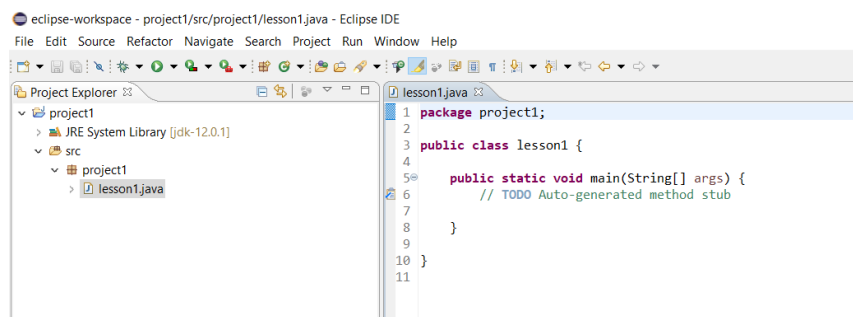 eclipse-workspace - project1/src/project1/lesson1.java - Eclipse IDE
File Edit Source Refactor Navigate Search Project Run Window Help
Project Explorer
project1
JRE System Library [jdk-12.0.1]
src
project1
lesson1.java
lesson1.java
1 package project1;
2
3 public class lesson1 {
4
5 public static void main(String[] args) {
6 // TODO Auto-generated method stub
7
8 }
9
10 }
11